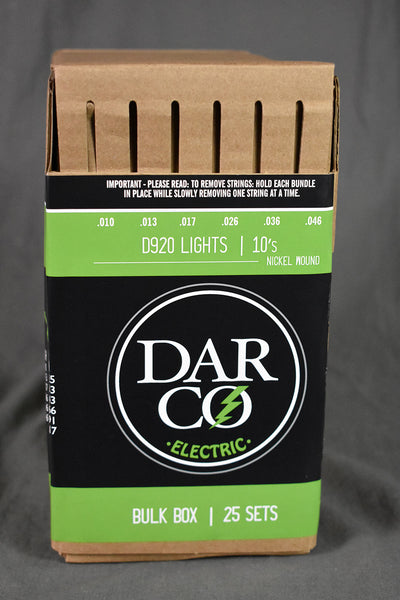 IMPORTANT - PLEASE READ: TO REMOVE STRINGS: HOLD EACH BUNDLE
IN PLACE WHILE SLOWLY REMOVING ONE STRING AT A TIME.
.010 .013 .017 .026 .036 .046
D920 LIGHTS | 10's
NICKEL WOUND
DAR
CO
·ELECTRIC·
BULK BOX | 25 SETS